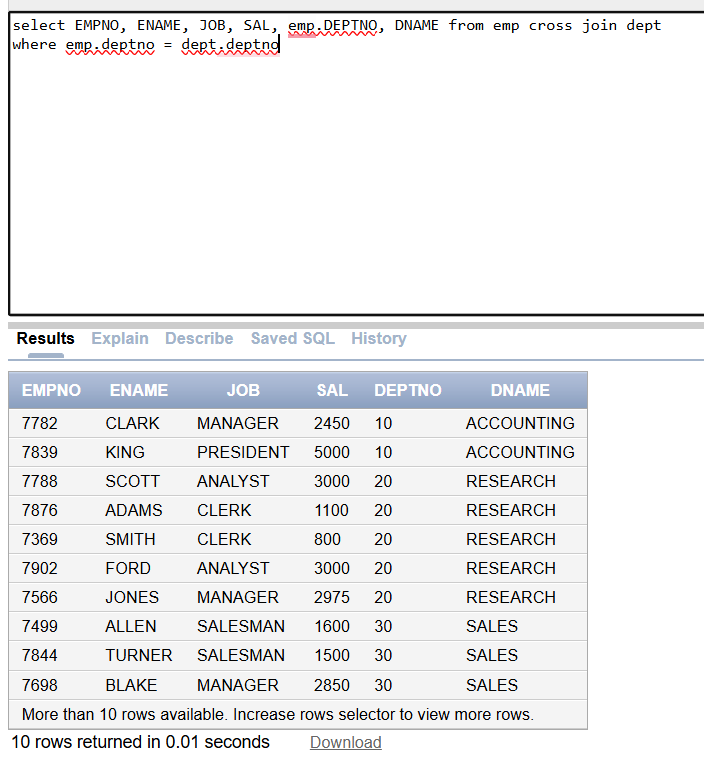 select EMPNO, ENAME, JOB, SAL, emp.DEPTNO, DNAME from emp cross join dept
where emp.deptno = dept.deptno
Results Explain Describe Saved SQL History
EMPNO ENAME JOB SAL DEPTNO DNAME
7782 CLARK MANAGER 2450 10 ACCOUNTING
7839 KING PRESIDENT 5000 10 ACCOUNTING
7788 SCOTT ANALYST 3000 20 RESEARCH
7876 ADAMS CLERK 1100 20 RESEARCH
7369 SMITH CLERK 800 20 RESEARCH
7902 FORD ANALYST 3000 20 RESEARCH
7566 JONES MANAGER 2975 20 RESEARCH
7499 ALLEN SALESMAN 1600 30 SALES
7844 TURNER SALESMAN 1500 30 SALES
7698 BLAKE MANAGER 2850 30 SALES
More than 10 rows available. Increase rows selector to view more rows.
10 rows returned in 0.01 seconds Download